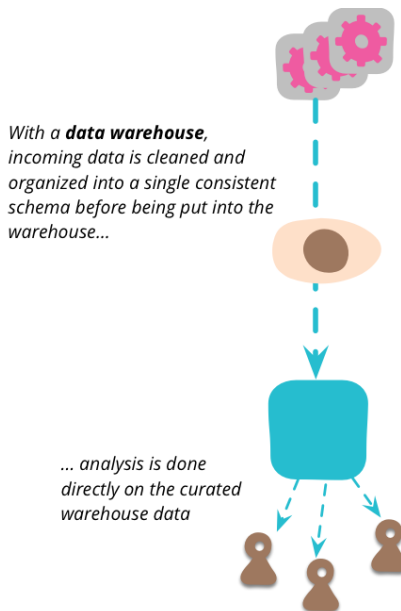 With a data warehouse,
incoming data is cleaned and
organized into a single consistent
schema before being put into the
warehouse...
... analysis is done
directly on the curated
warehouse data